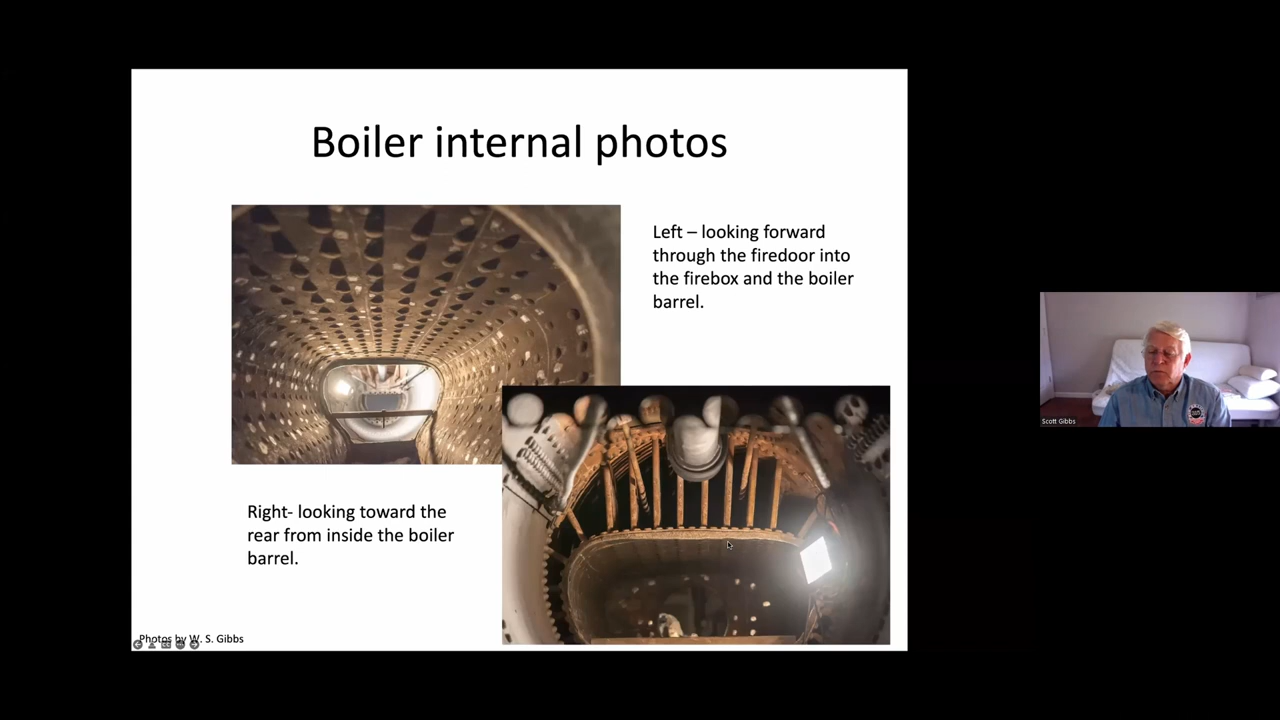 Boiler internal photos
Left – looking forward
through the firedoor into
the firebox and the boiler
barrel.
Right- looking toward the
rear from inside the boiler
barrel.
Photos by W. S. Gibbs
Scott Gibbs